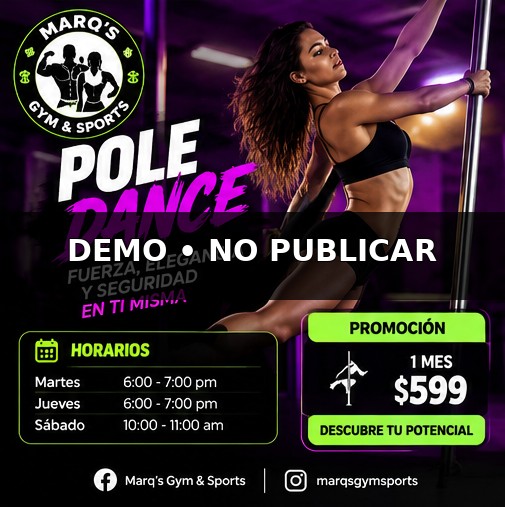 MARQ'S
GYM & SPORTS
POLE
DANCE
DEMO • NO PUBLICAR
FUERZA,
Y SEGURIDAD
EN TI MISMA
HORARIOS
Martes 6:00 - 7:00 pm
Jueves 6:00 - 7:00 pm
Sábado 10:00 - 11:00 am
PROMOCIÓN
1 MES
$599
DESCUBRE TU POTENCIAL
Marq's Gym & Sports
marqsgymsports